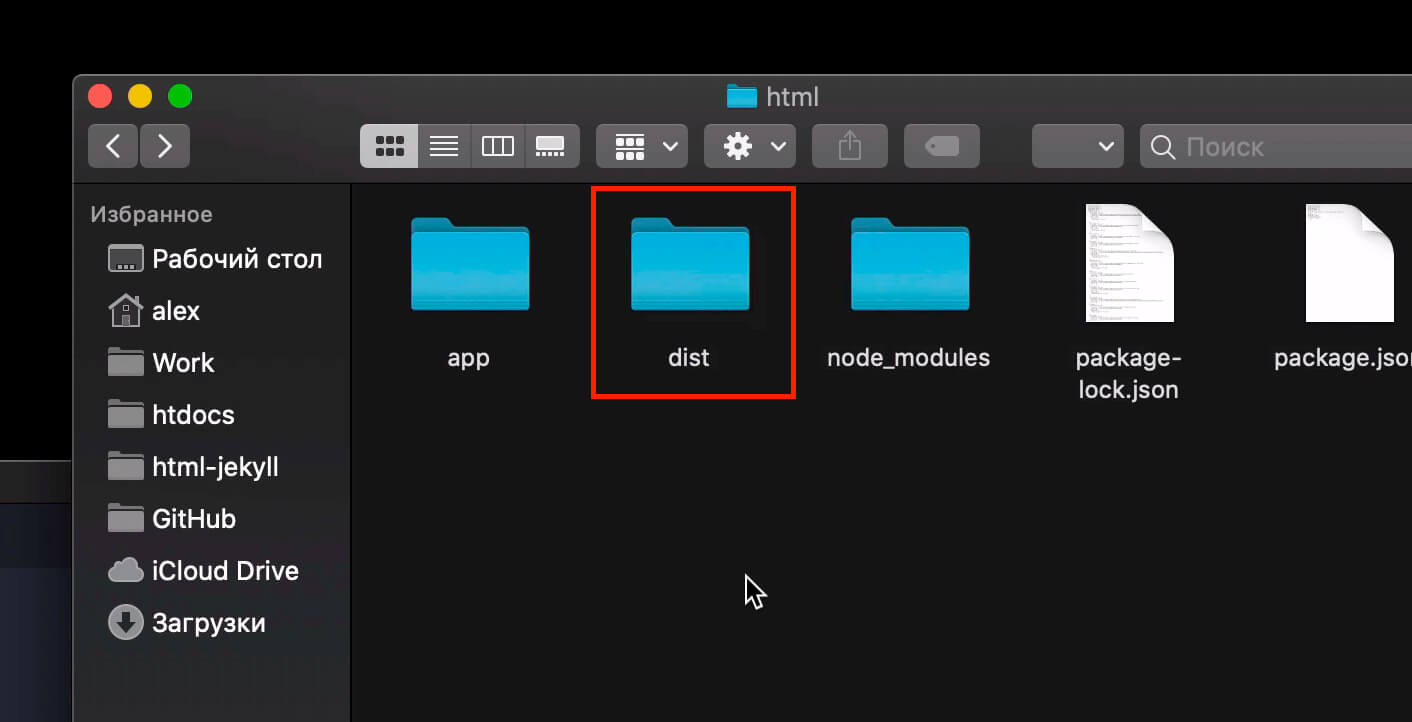 html
Поиск
Избранное
Рабочий стол
alex
Work
htdocs
html-jekyll
GitHub
iCloud Drive
Загрузки
app
dist
node_modules
package-
lock.json
package.jso